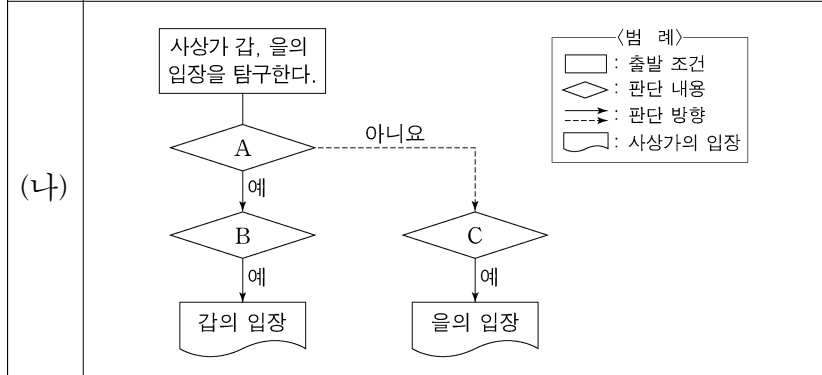 (나)
사상가 갑, 을의
입장을 탐구한다.
A
아니요
예
B
C
예
예
갑의 입장
을의 입장
〈범 례〉
: 출발 조건
: 판단 내용
: 판단 방향
: 사상가의 입장